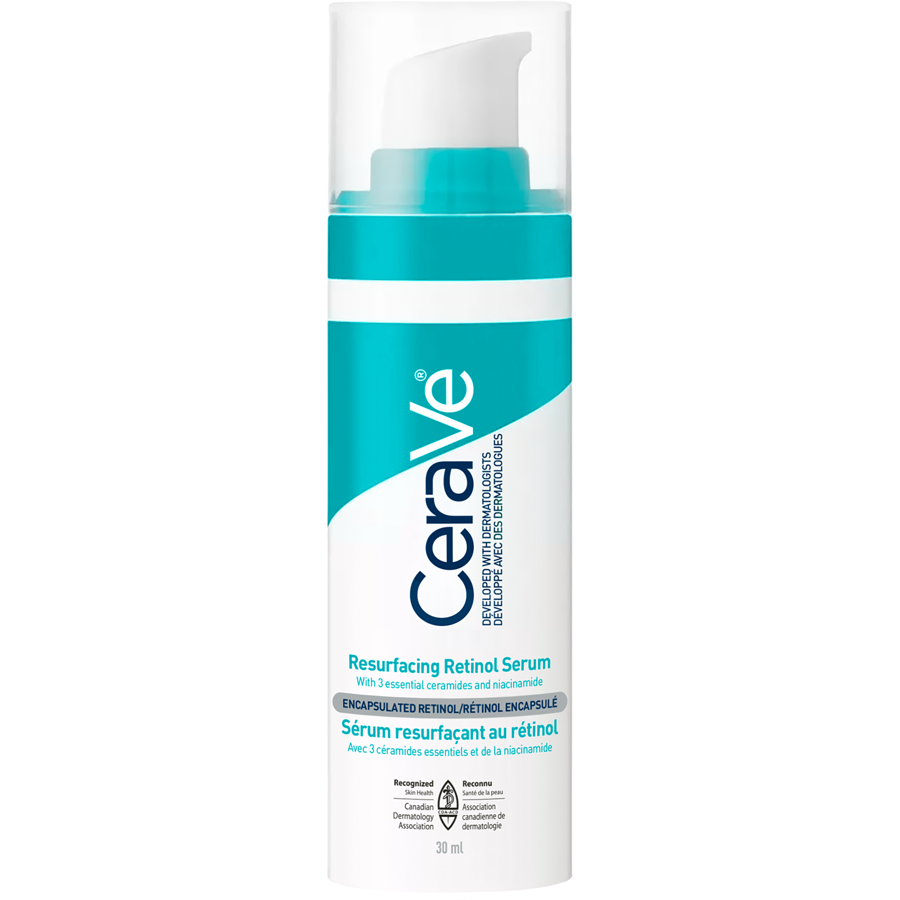 CeraVe®
DEVELOPED WITH DERMATOLOGISTS
DÉVELOPPÉ AVEC DES DERMATOLOGUES
Resurfacing Retinol Serum
With 3 essential ceramides and niacinamide
ENCAPSULATED RETINOL/RÉTINOL ENCAPSULÉ
Sérum resurfaçant au rétinol
Avec 3 céramides essentiels et de la niacinamide
Recognized
Skin Health
Canadian
Dermatology
Association
CDA-ACD
Reconnu
Santé de la peau
Association
canadienne de
dermatologie
30 ml